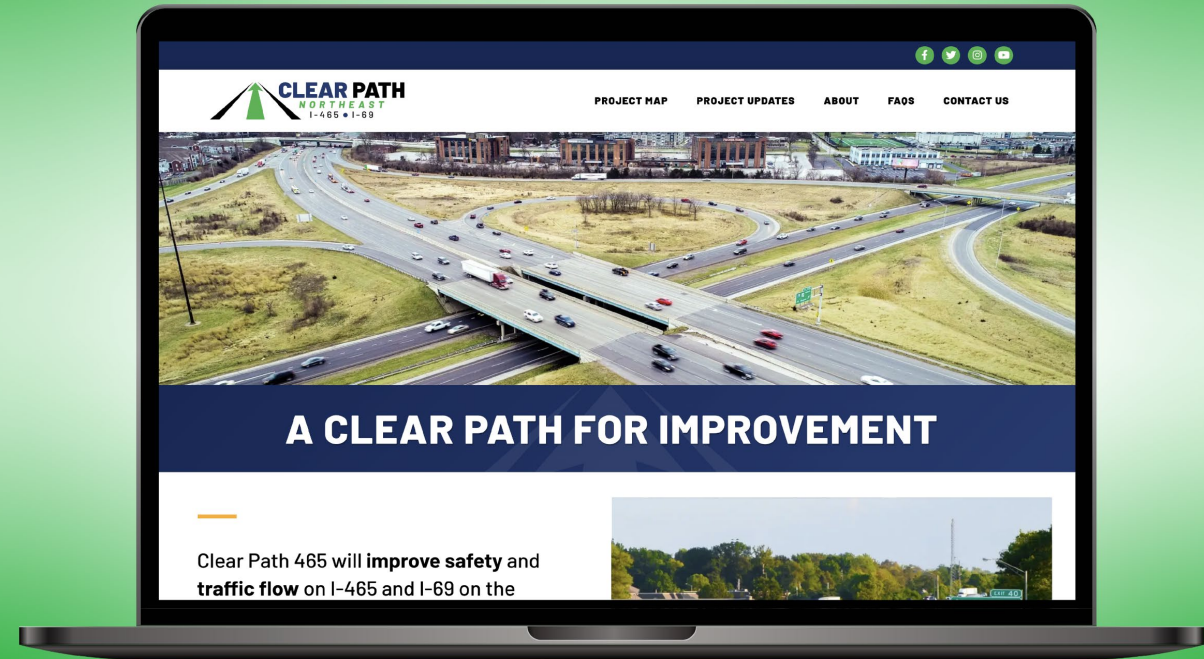 CLEAR PATH
NORTHEAST
I-465 • I-69
PROJECT MAP PROJECT UPDATES ABOUT FAQS CONTACT US
A CLEAR PATH FOR IMPROVEMENT
Clear Path 465 will improve safety and
traffic flow on I-465 and I-69 on the